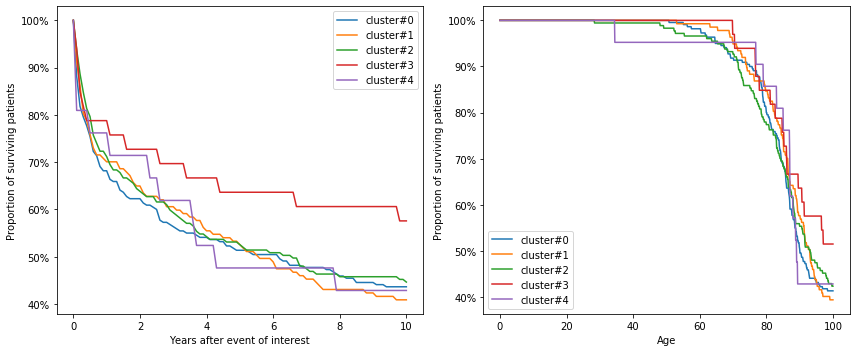 100%
90%
80%
70%
60%
50%
40%
Proportion of surviving patients
0
2
4
6
8
10
Years after event of interest
cluster#0
cluster#1
cluster#2
cluster#3
cluster#4
100%
90%
80%
70%
60%
50%
40%
Proportion of surviving patients
0
20
40
60
80
100
Age
cluster#0
cluster#1
cluster#2
cluster#3
cluster#4